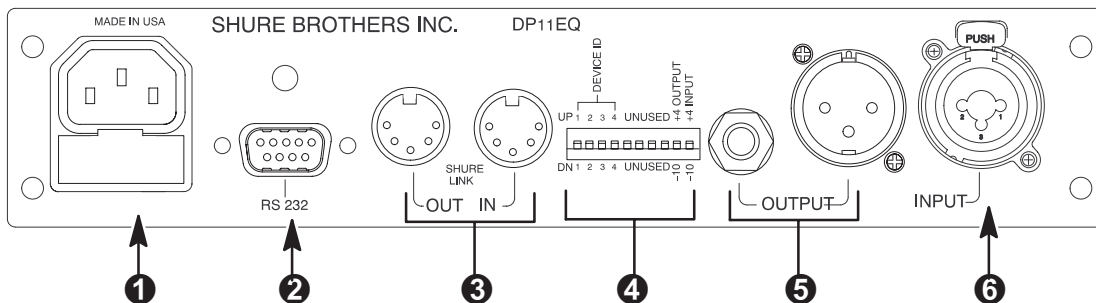 MADE IN USA
SHURE BROTHERS INC.
DP11EQ
PUSH
DEVICE ID
+4 OUTPUT
+4 INPUT
UP 1 2 3 4 UNUSED
DN 1 2 3 4 UNUSED
-10
-10
2 1
3
SHURE
LINK
OUT IN
RS 232
OUTPUT
INPUT
1 2 3 4 5 6